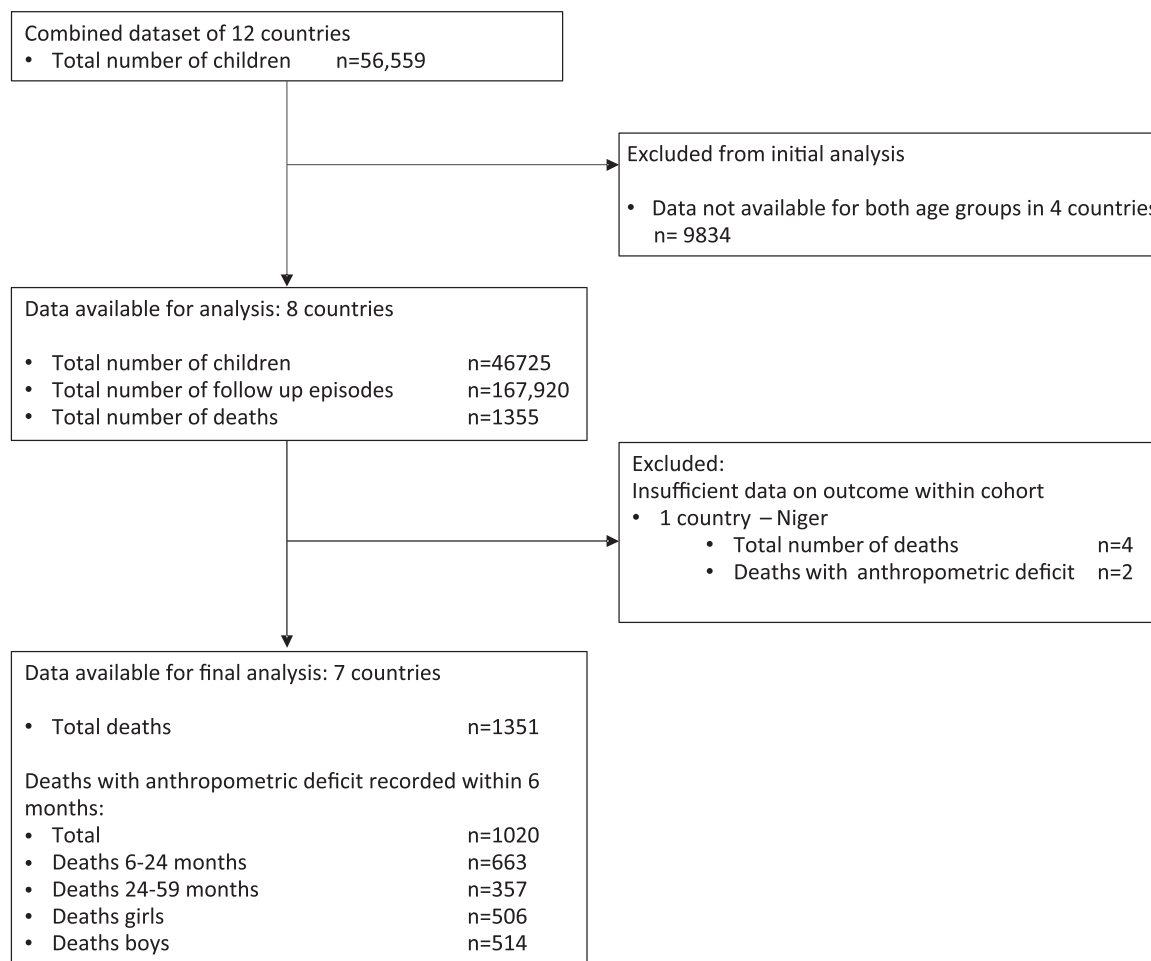 Combined dataset of 12 countries
• Total number of children n=56,559
Excluded from initial analysis
• Data not available for both age groups in 4 countries
n= 9834
Data available for analysis: 8 countries
• Total number of children n=46725
• Total number of follow up episodes n=167,920
• Total number of deaths n=1355
Excluded:
Insufficient data on outcome within cohort
• 1 country – Niger
• Total number of deaths n=4
• Deaths with anthropometric deficit n=2
Data available for final analysis: 7 countries
• Total deaths n=1351
Deaths with anthropometric deficit recorded within 6
months:
• Total n=1020
• Deaths 6-24 months n=663
• Deaths 24-59 months n=357
• Deaths girls n=506
• Deaths boys n=514